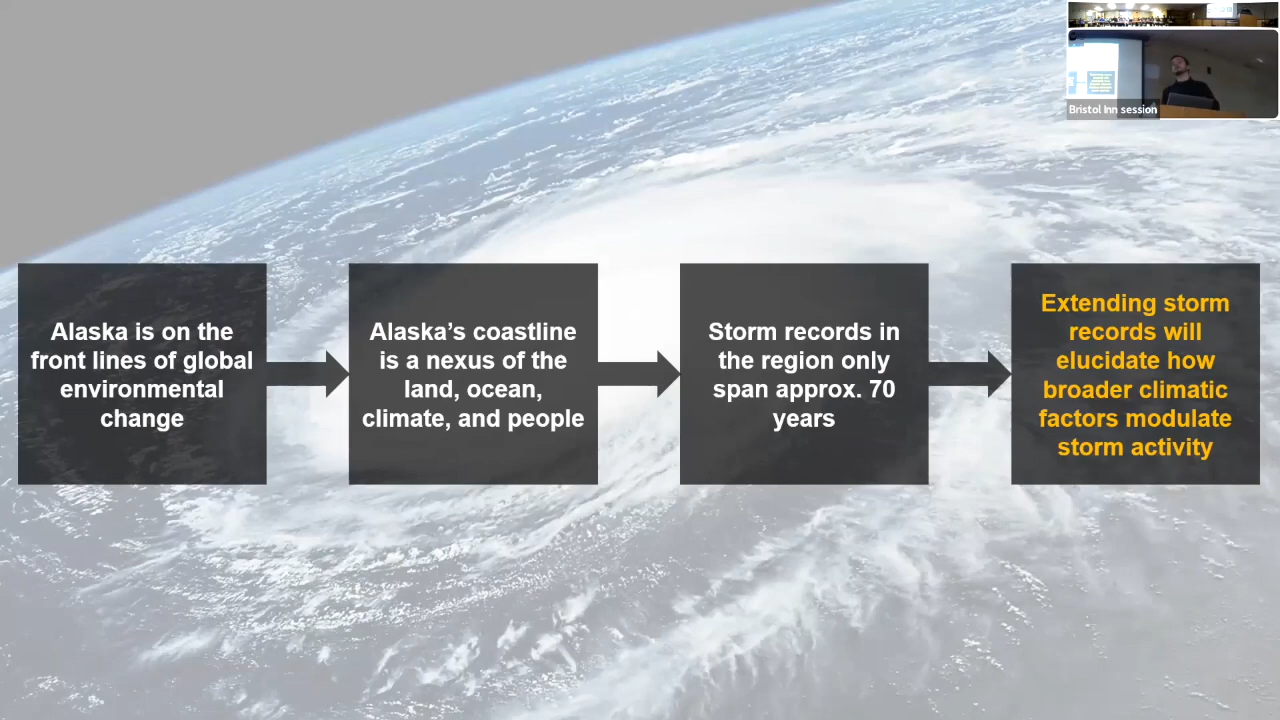 Bristol Inn session
Alaska is on the
front lines of global
environmental
change
Alaska’s coastline
is a nexus of the
land, ocean,
climate, and people
Storm records in
the region only
span approx. 70
years
Extending storm
records will
elucidate how
broader climatic
factors modulate
storm activity